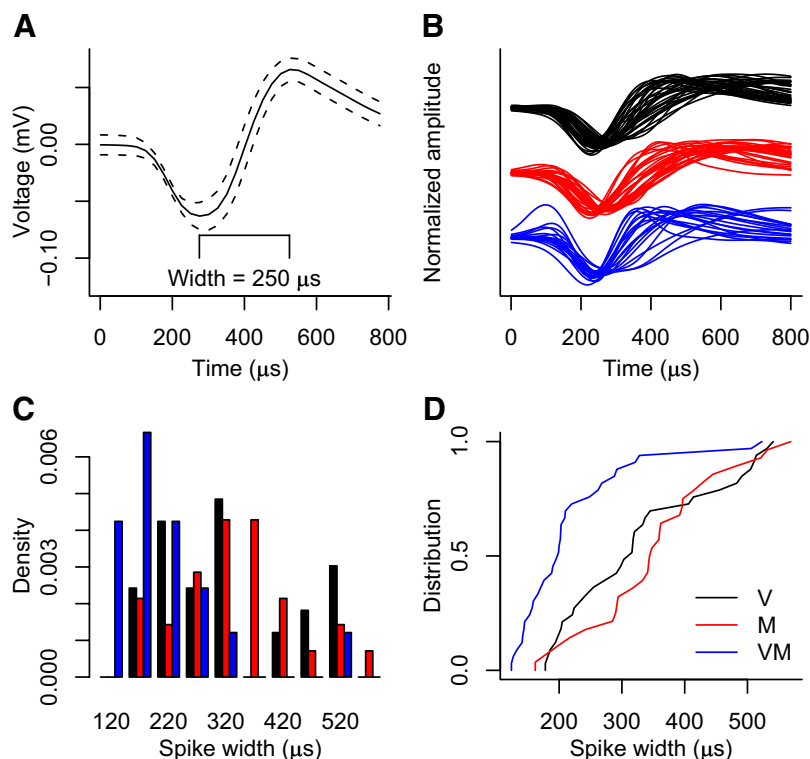 A
Voltage (mV)
0.00
−0.10
Width = 250 μs
0 200 400 600 800
Time (μs)
B
Normalized amplitude
0 200 400 600 800
Time (μs)
C
Density
0.006
0.003
0.000
120 220 320 420 520
Spike width (μs)
D
Distribution
1.0
0.5
0.0
V
M
VM
200 300 400 500
Spike width (μs)